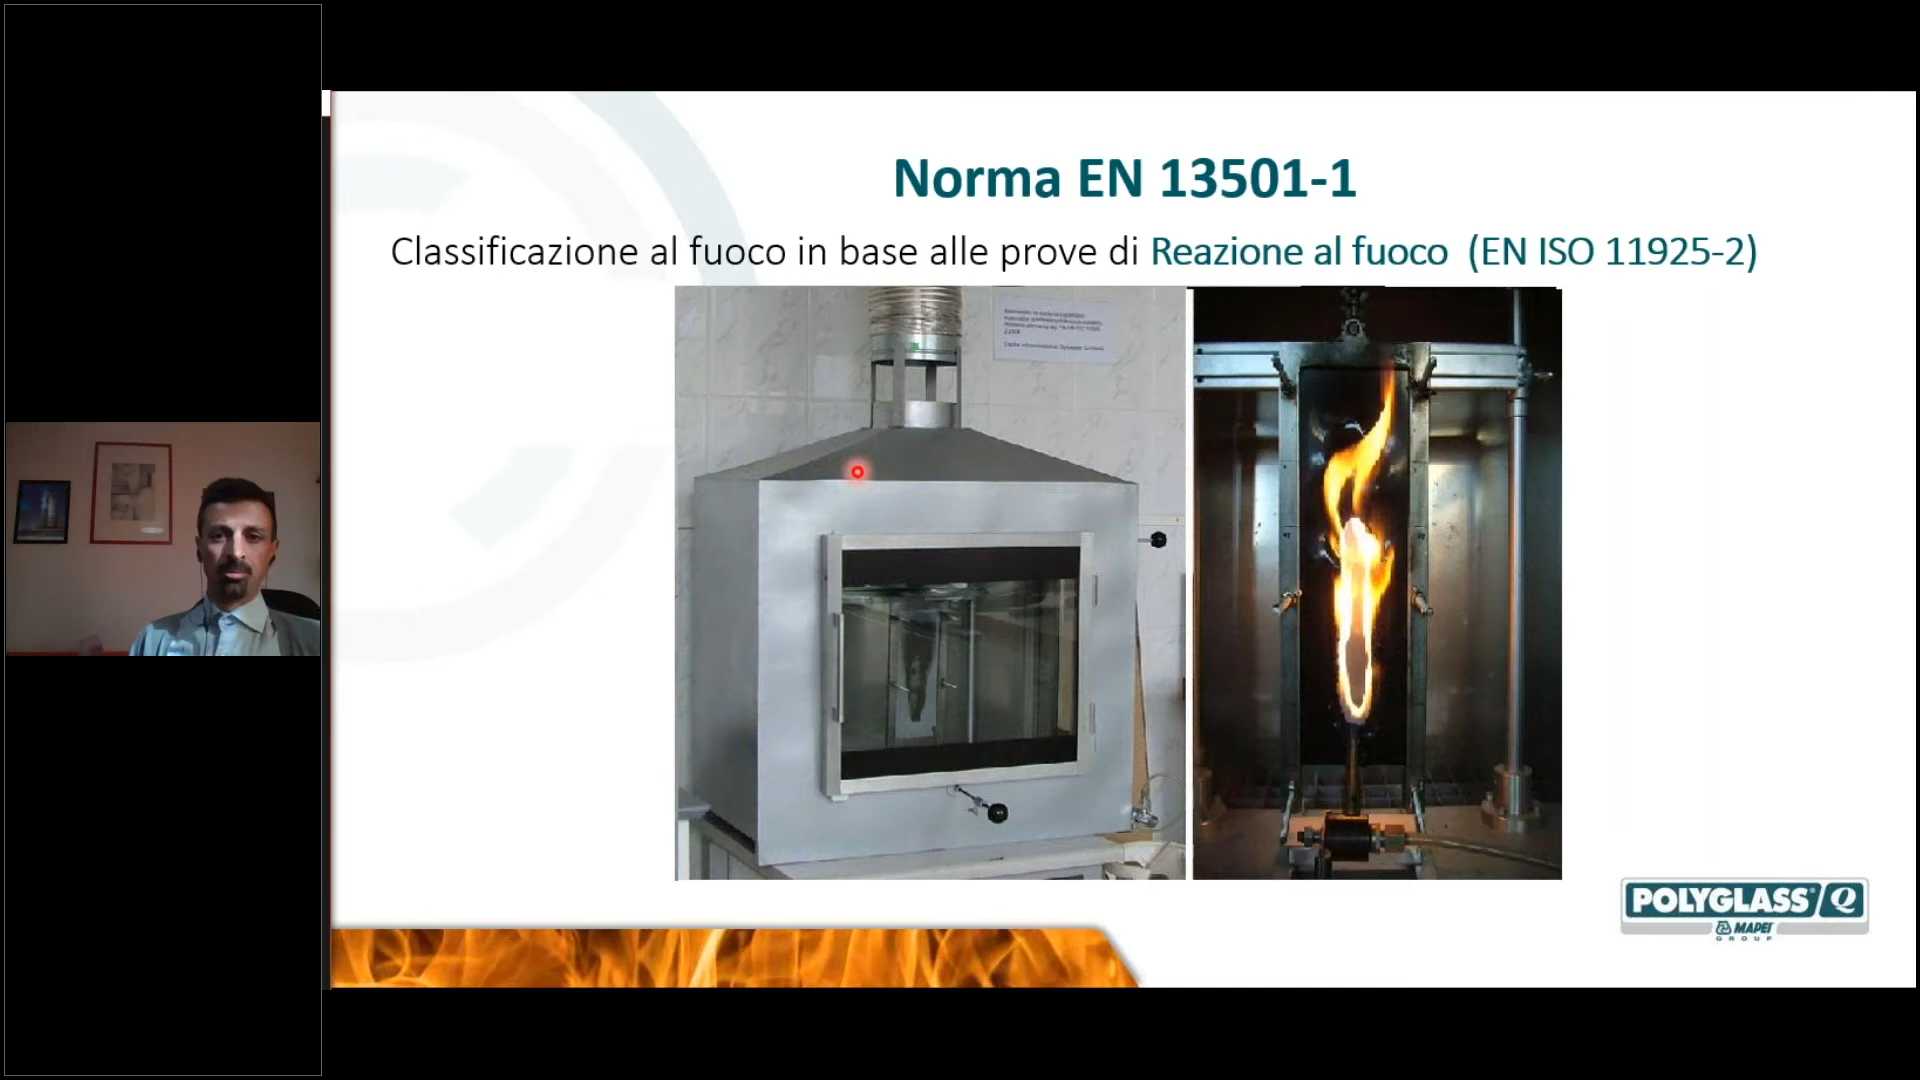 Norma EN 13501-1
Classificazione al fuoco in base alle prove di Reazione al fuoco (EN ISO 11925-2)
POLYGLASS Q
MAPEI
GROUP